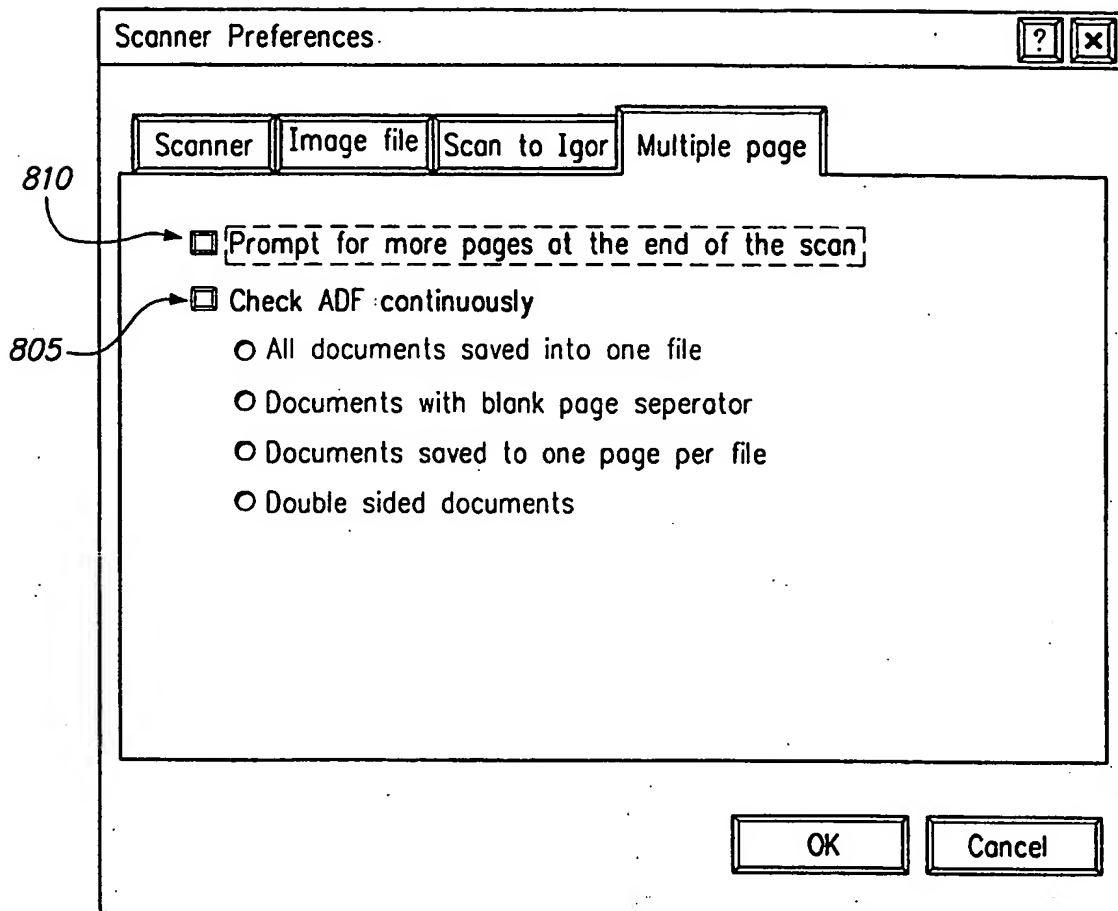 Scanner Preferences
? x
Scanner Image file Scan to Igor Multiple page
810
Prompt for more pages at the end of the scan
Check ADF continuously
805
All documents saved into one file
Documents with blank page seperator
Documents saved to one page per file
Double sided documents
OK Cancel